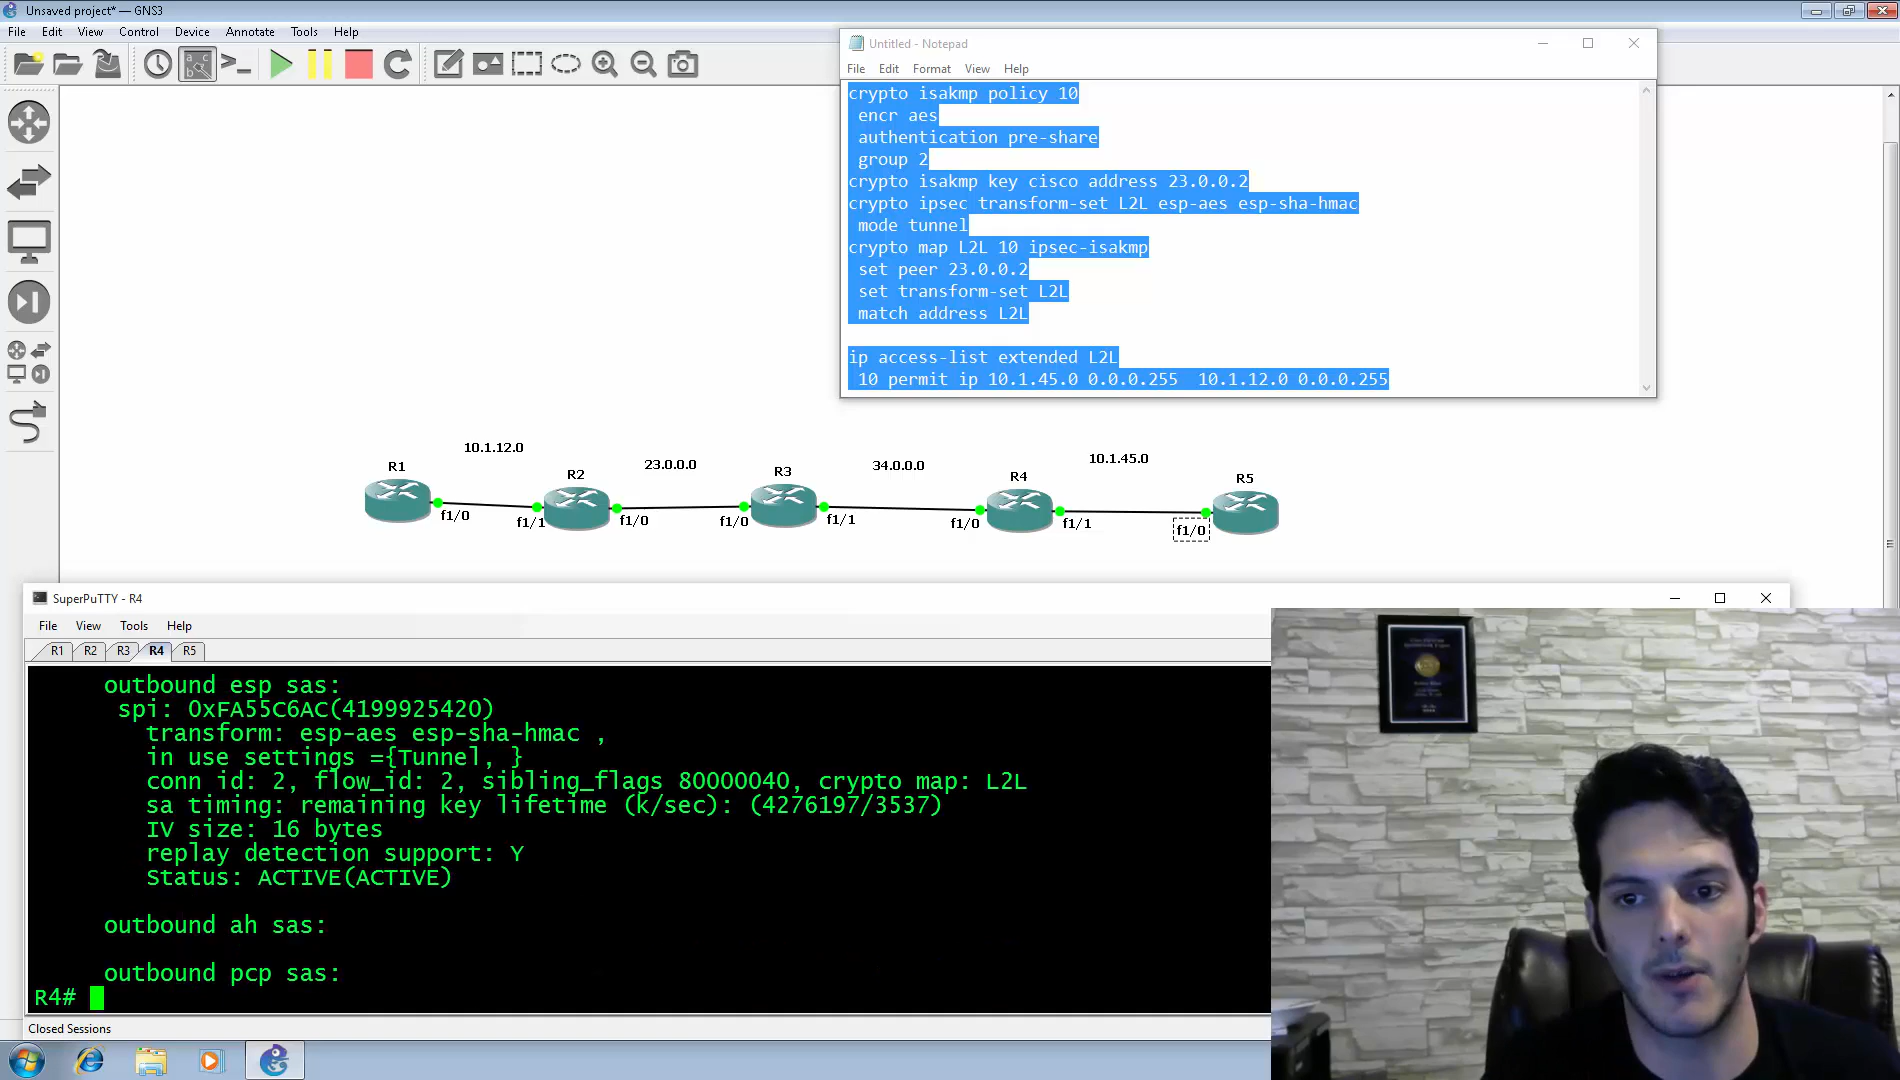 Unsaved project* — GNS3
File Edit View Control Device Annotate Tools Help
Untitled - Notepad
File Edit Format View Help
crypto isakmp policy 10
encr aes
authentication pre-share
group 2
crypto isakmp key cisco address 23.0.0.2
crypto ipsec transform-set L2L esp-aes esp-sha-hmac
mode tunnel
crypto map L2L 10 ipsec-isakmp
set peer 23.0.0.2
set transform-set L2L
match address L2L
ip access-list extended L2L
10 permit ip 10.1.45.0 0.0.0.255  10.1.12.0 0.0.0.255
10.1.12.0 23.0.0.0 34.0.0.0 10.1.45.0
R1 R2 R3 R4 R5
f1/0 f1/1 f1/0 f1/0 f1/1 f1/0 f1/1 f1/0
SuperPuTTY - R4
File View Tools Help
R1 R2 R3 R4 R5
outbound esp sas:
spi: 0xFA55C6AC(4199925420)
transform: esp-aes esp-sha-hmac ,
in use settings ={Tunnel, }
conn id: 2, flow_id: 2, sibling_flags 80000040, crypto map: L2L
sa timing: remaining key lifetime (k/sec): (4276197/3537)
IV size: 16 bytes
replay detection support: Y
Status: ACTIVE(ACTIVE)
outbound ah sas:
outbound pcp sas:
R4#
Closed Sessions